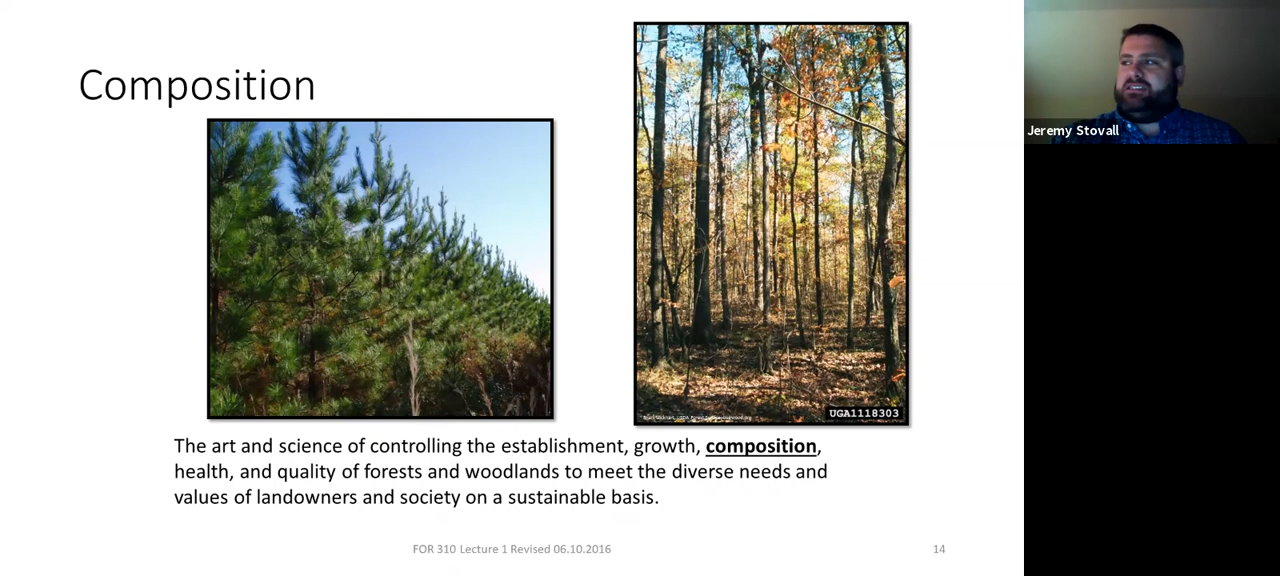 Composition
Jeremy Stovall
UGA1118303
The art and science of controlling the establishment, growth, composition,
health, and quality of forests and woodlands to meet the diverse needs and
values of landowners and society on a sustainable basis.
FOR 310 Lecture 1 Revised 06.10.2016
14